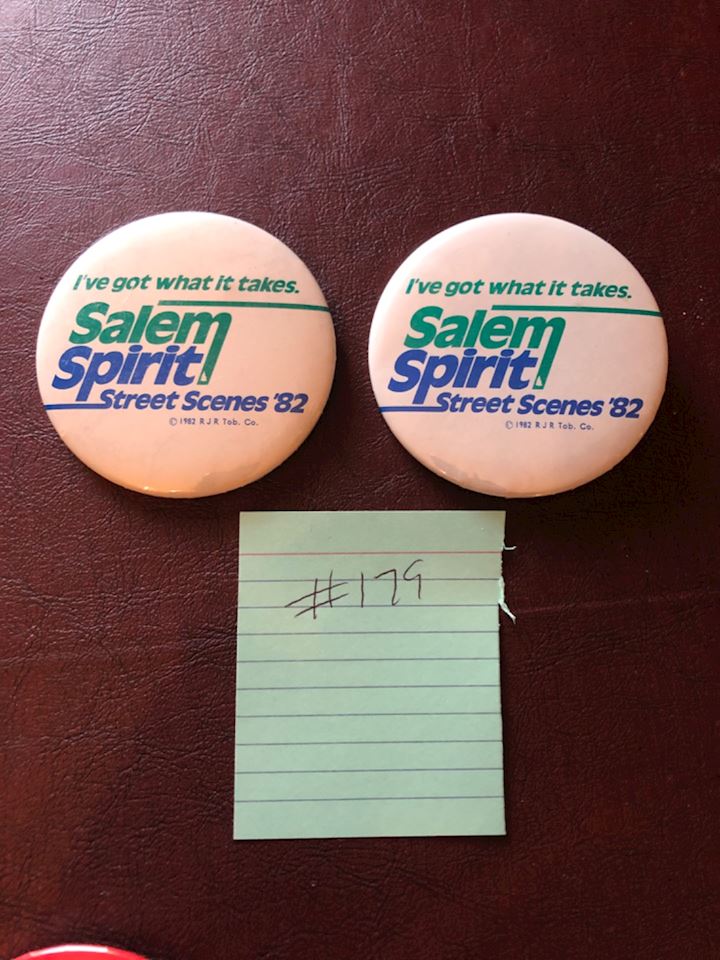 I've got what it takes.
Salem
Spirit!
Street Scenes '82
© 1982 R J R Tob. Co.
I've got what it takes.
Salem
Spirit!
Street Scenes '82
© 1982 R J R Tob. Co.
#179